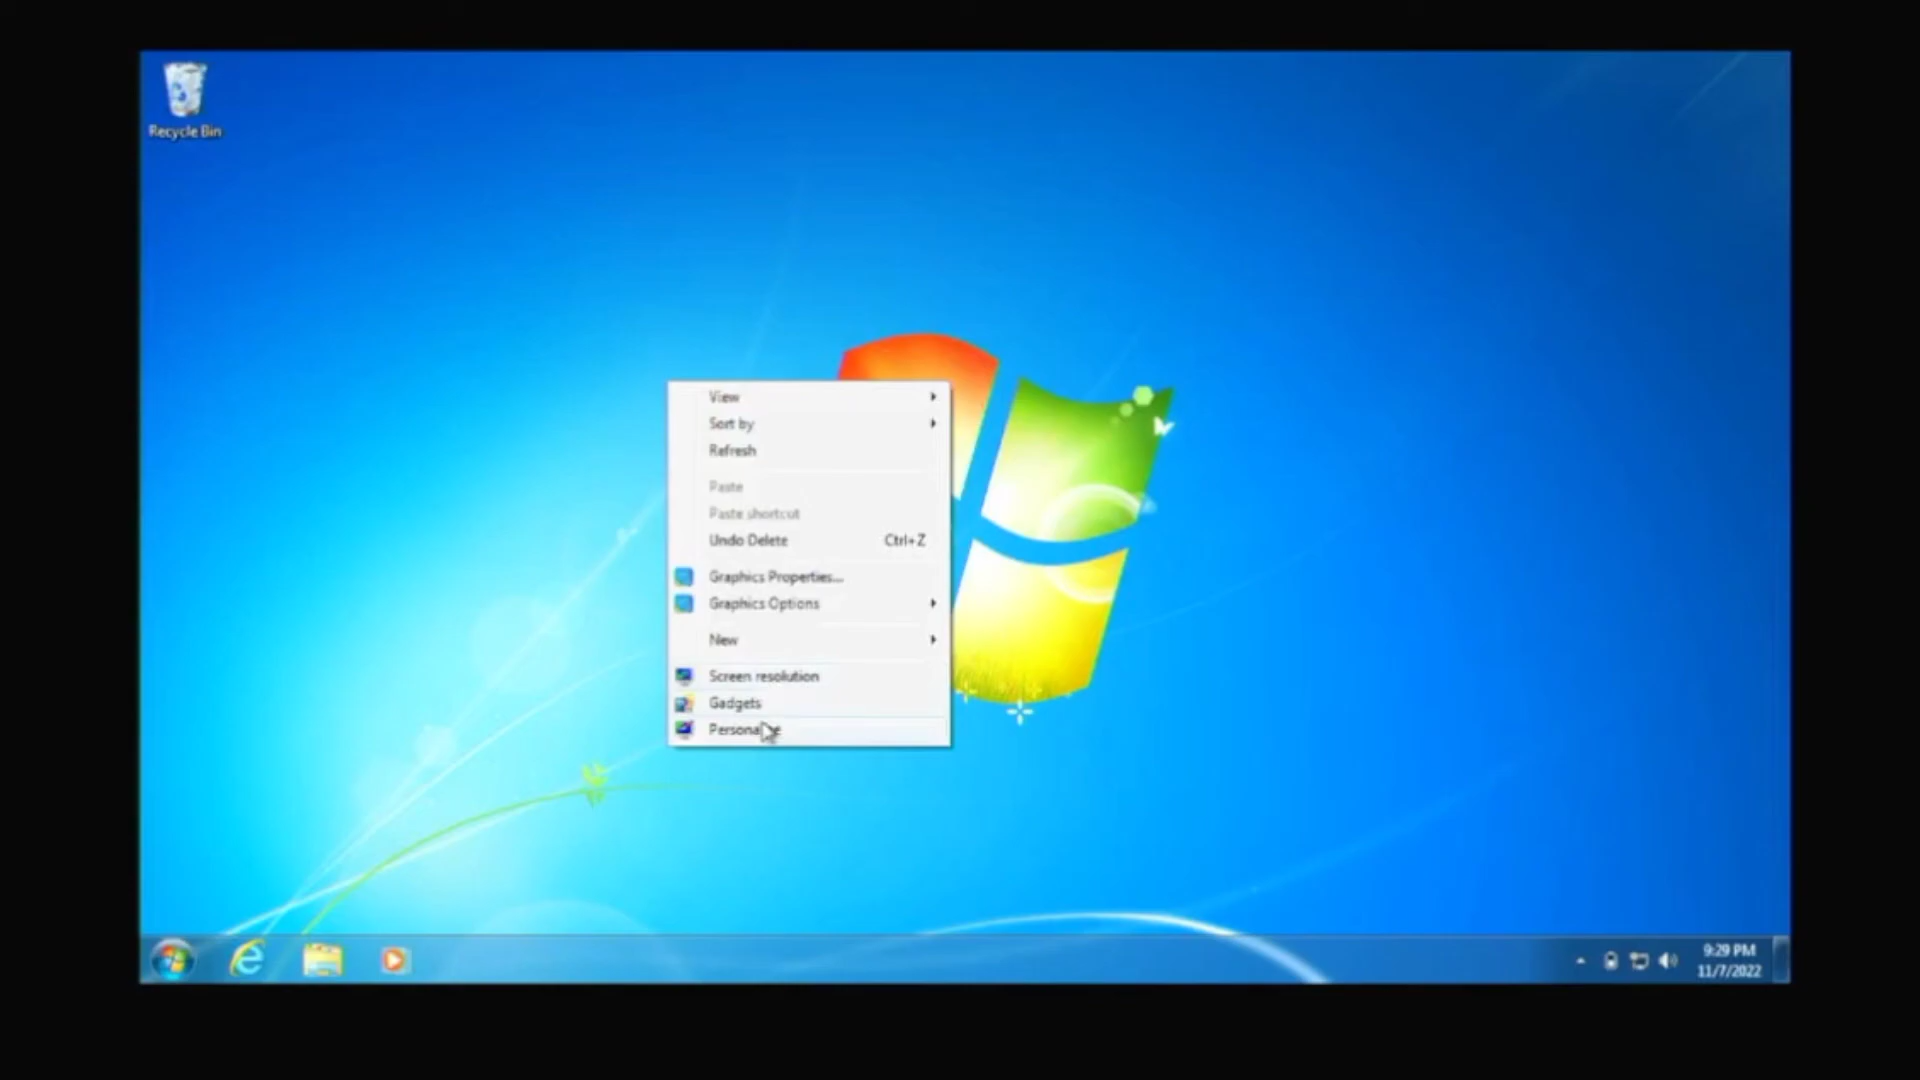 Recycle Bin
View
Sort by
Refresh
Paste
Paste shortcut
Undo Delete Ctrl+Z
Graphics Properties...
Graphics Options
New
Screen resolution
Gadgets
Personalize
9:29 PM
11/7/2022